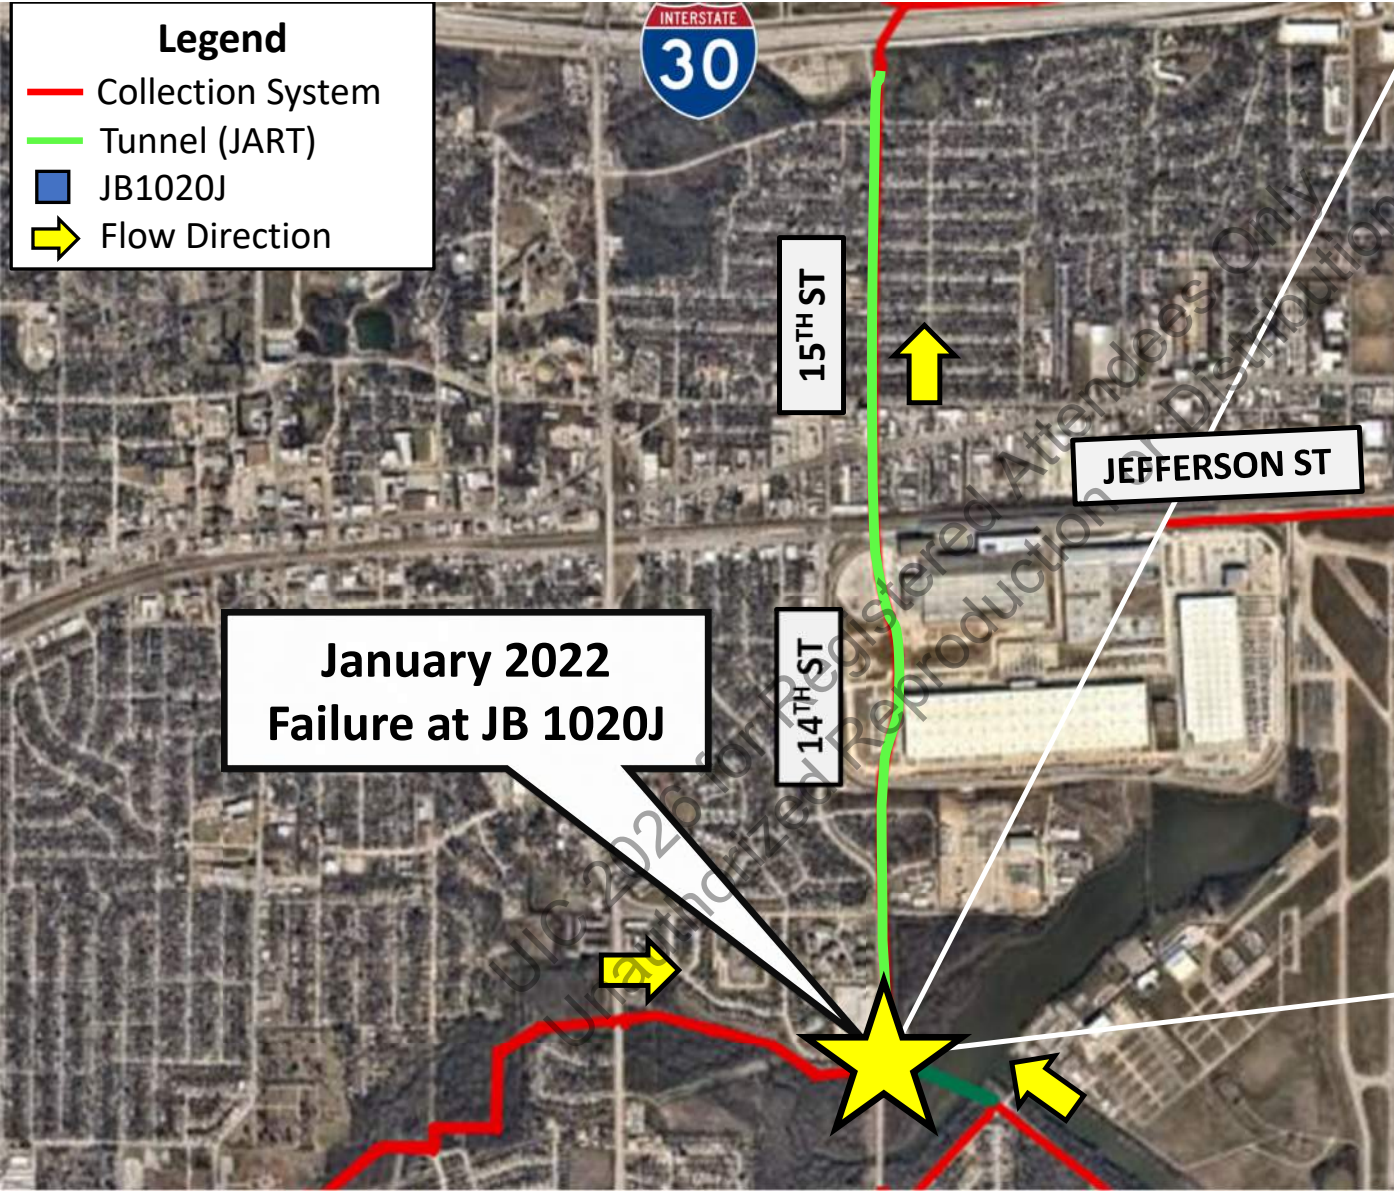 Legend
Collection System
Tunnel (JART)
JB1020J
Flow Direction
INTERSTATE
30
15TH ST
JEFFERSON ST
January 2022
Failure at JB 1020J
14TH ST
UIC 2026 for Registered Attendees Only
Unauthorized Reproduction or Distribution